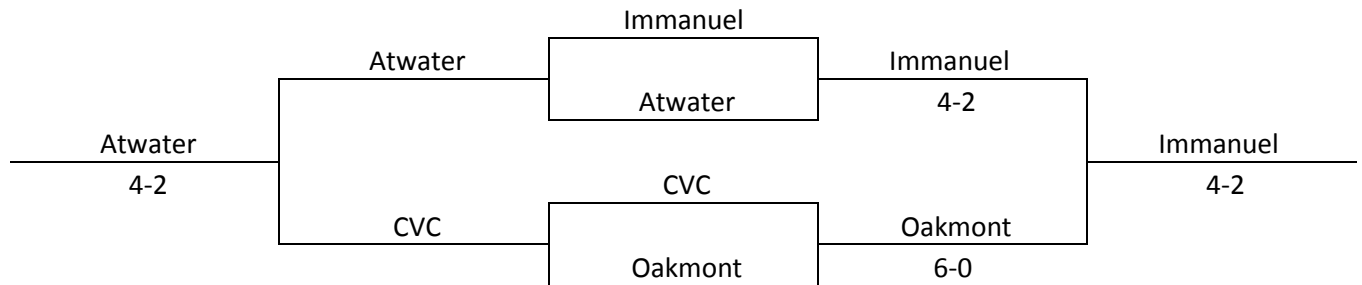 Immanuel
Atwater
Immanuel
Atwater
4-2
Atwater
Immanuel
4-2
CVC
4-2
CVC
Oakmont
Oakmont
6-0